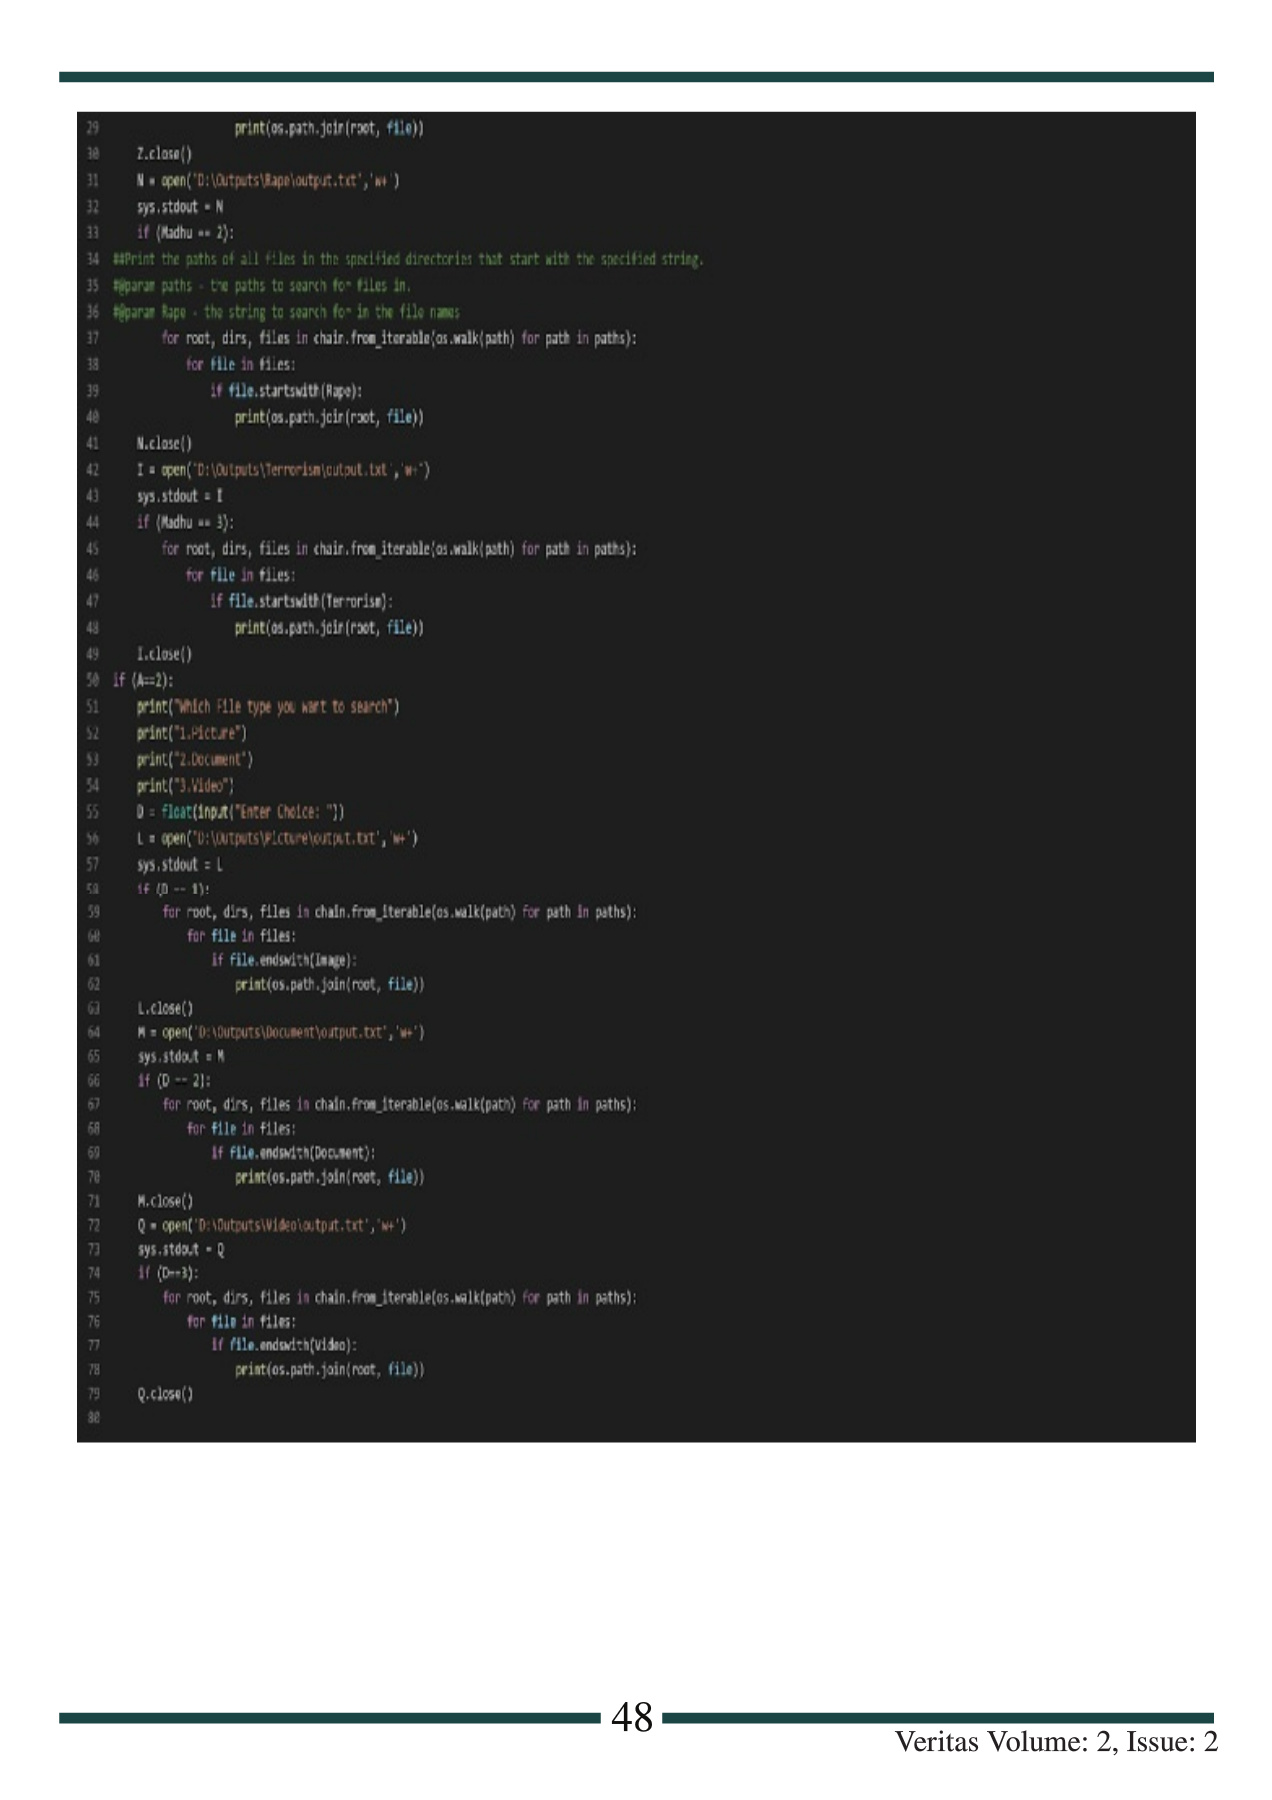 29                     print(os.path.join(root, file))
30     Z.close()
31     N = open('D:\Outputs\Rape\output.txt','w+')
32     sys.stdout = N
33     if (Madhu == 2):
34 ##Print the paths of all files in the specified directories that start with the specified string.
35 #@param paths - the paths to search for files in.
36 #@param Rape - the string to search for in the file names
37         for root, dirs, files in chain.from_iterable(os.walk(path) for path in paths):
38             for file in files:
39                 if file.startswith(Rape):
40                     print(os.path.join(root, file))
41     N.close()
42     I = open('D:\Outputs\Terrorism\output.txt','w+')
43     sys.stdout = I
44     if (Madhu == 3):
45         for root, dirs, files in chain.from_iterable(os.walk(path) for path in paths):
46             for file in files:
47                 if file.startswith(Terrorism):
48                     print(os.path.join(root, file))
49     I.close()
50 if (A==2):
51     print("Which File type you want to search")
52     print("1.Picture")
53     print("2.Document")
54     print("3.Video")
55     D = float(input("Enter Choice: "))
56     L = open('D:\Outputs\Picture\output.txt','w+')
57     sys.stdout = L
58     if (D == 1):
59         for root, dirs, files in chain.from_iterable(os.walk(path) for path in paths):
60             for file in files:
61                 if file.endswith(Image):
62                     print(os.path.join(root, file))
63     L.close()
64     M = open('D:\Outputs\Document\output.txt','w+')
65     sys.stdout = M
66     if (D == 2):
67         for root, dirs, files in chain.from_iterable(os.walk(path) for path in paths):
68             for file in files:
69                 if file.endswith(Document):
70                     print(os.path.join(root, file))
71     M.close()
72     Q = open('D:\Outputs\Video\output.txt','w+')
73     sys.stdout = Q
74     if (D==3):
75         for root, dirs, files in chain.from_iterable(os.walk(path) for path in paths):
76             for file in files:
77                 if file.endswith(Video):
78                     print(os.path.join(root, file))
79     Q.close()
80
48
Veritas Volume: 2, Issue: 2